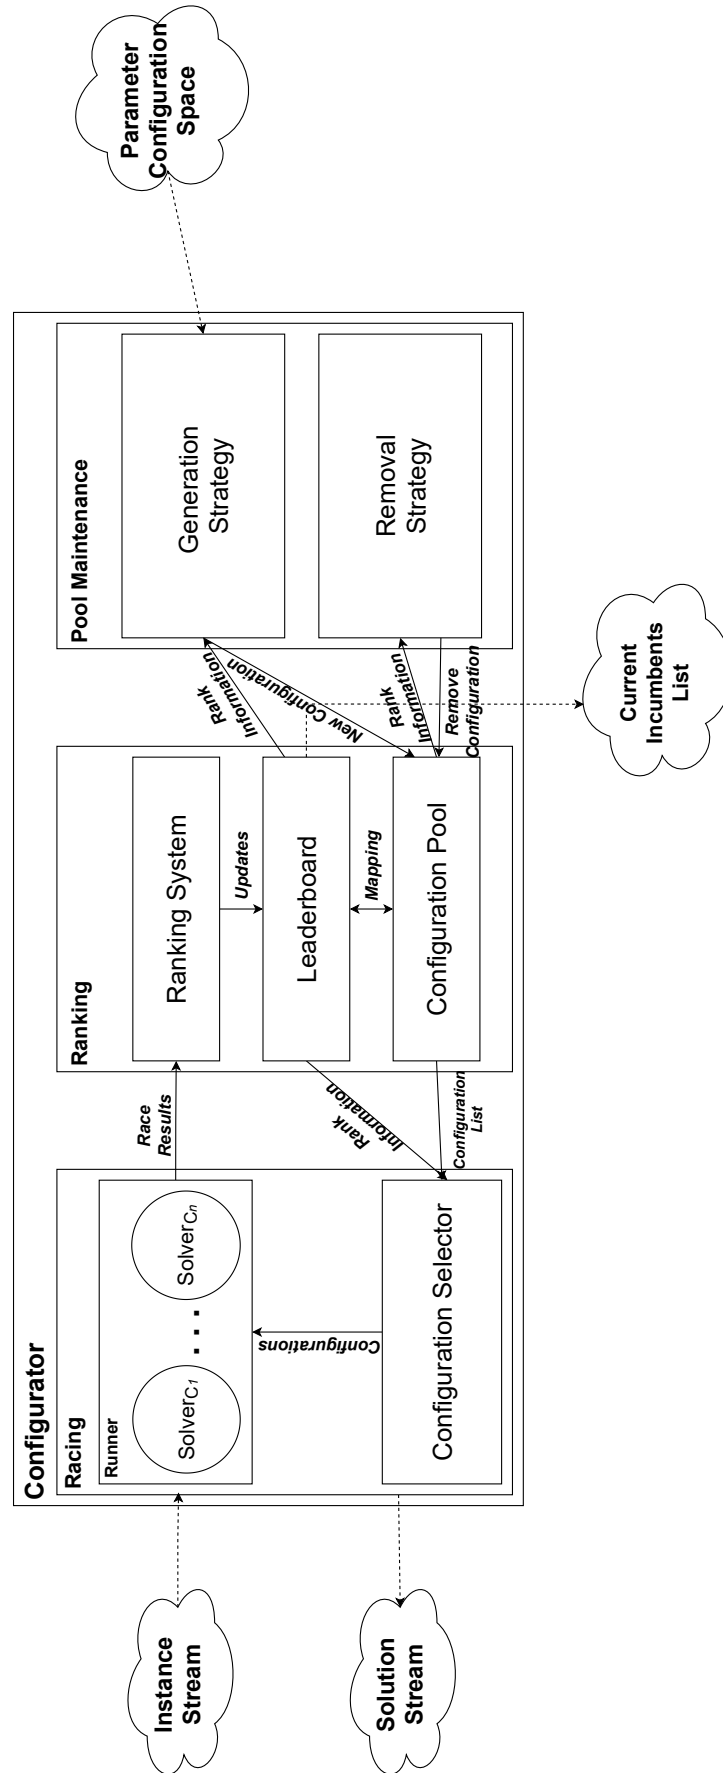 Configurator
Racing
Runner
Solver C1
. . .
Solver Cn
Configurations
Configuration Selector
Instance
Stream
Solution
Stream
Race
Results
Rank
Information
Configuration
List
Ranking
Ranking System
Updates
Leaderboard
Mapping
Configuration Pool
Rank
Information
New Configuration
Rank
Information
Remove
Configuration
Pool Maintenance
Generation
Strategy
Removal
Strategy
Parameter
Configuration
Space
Current
Incumbents
List